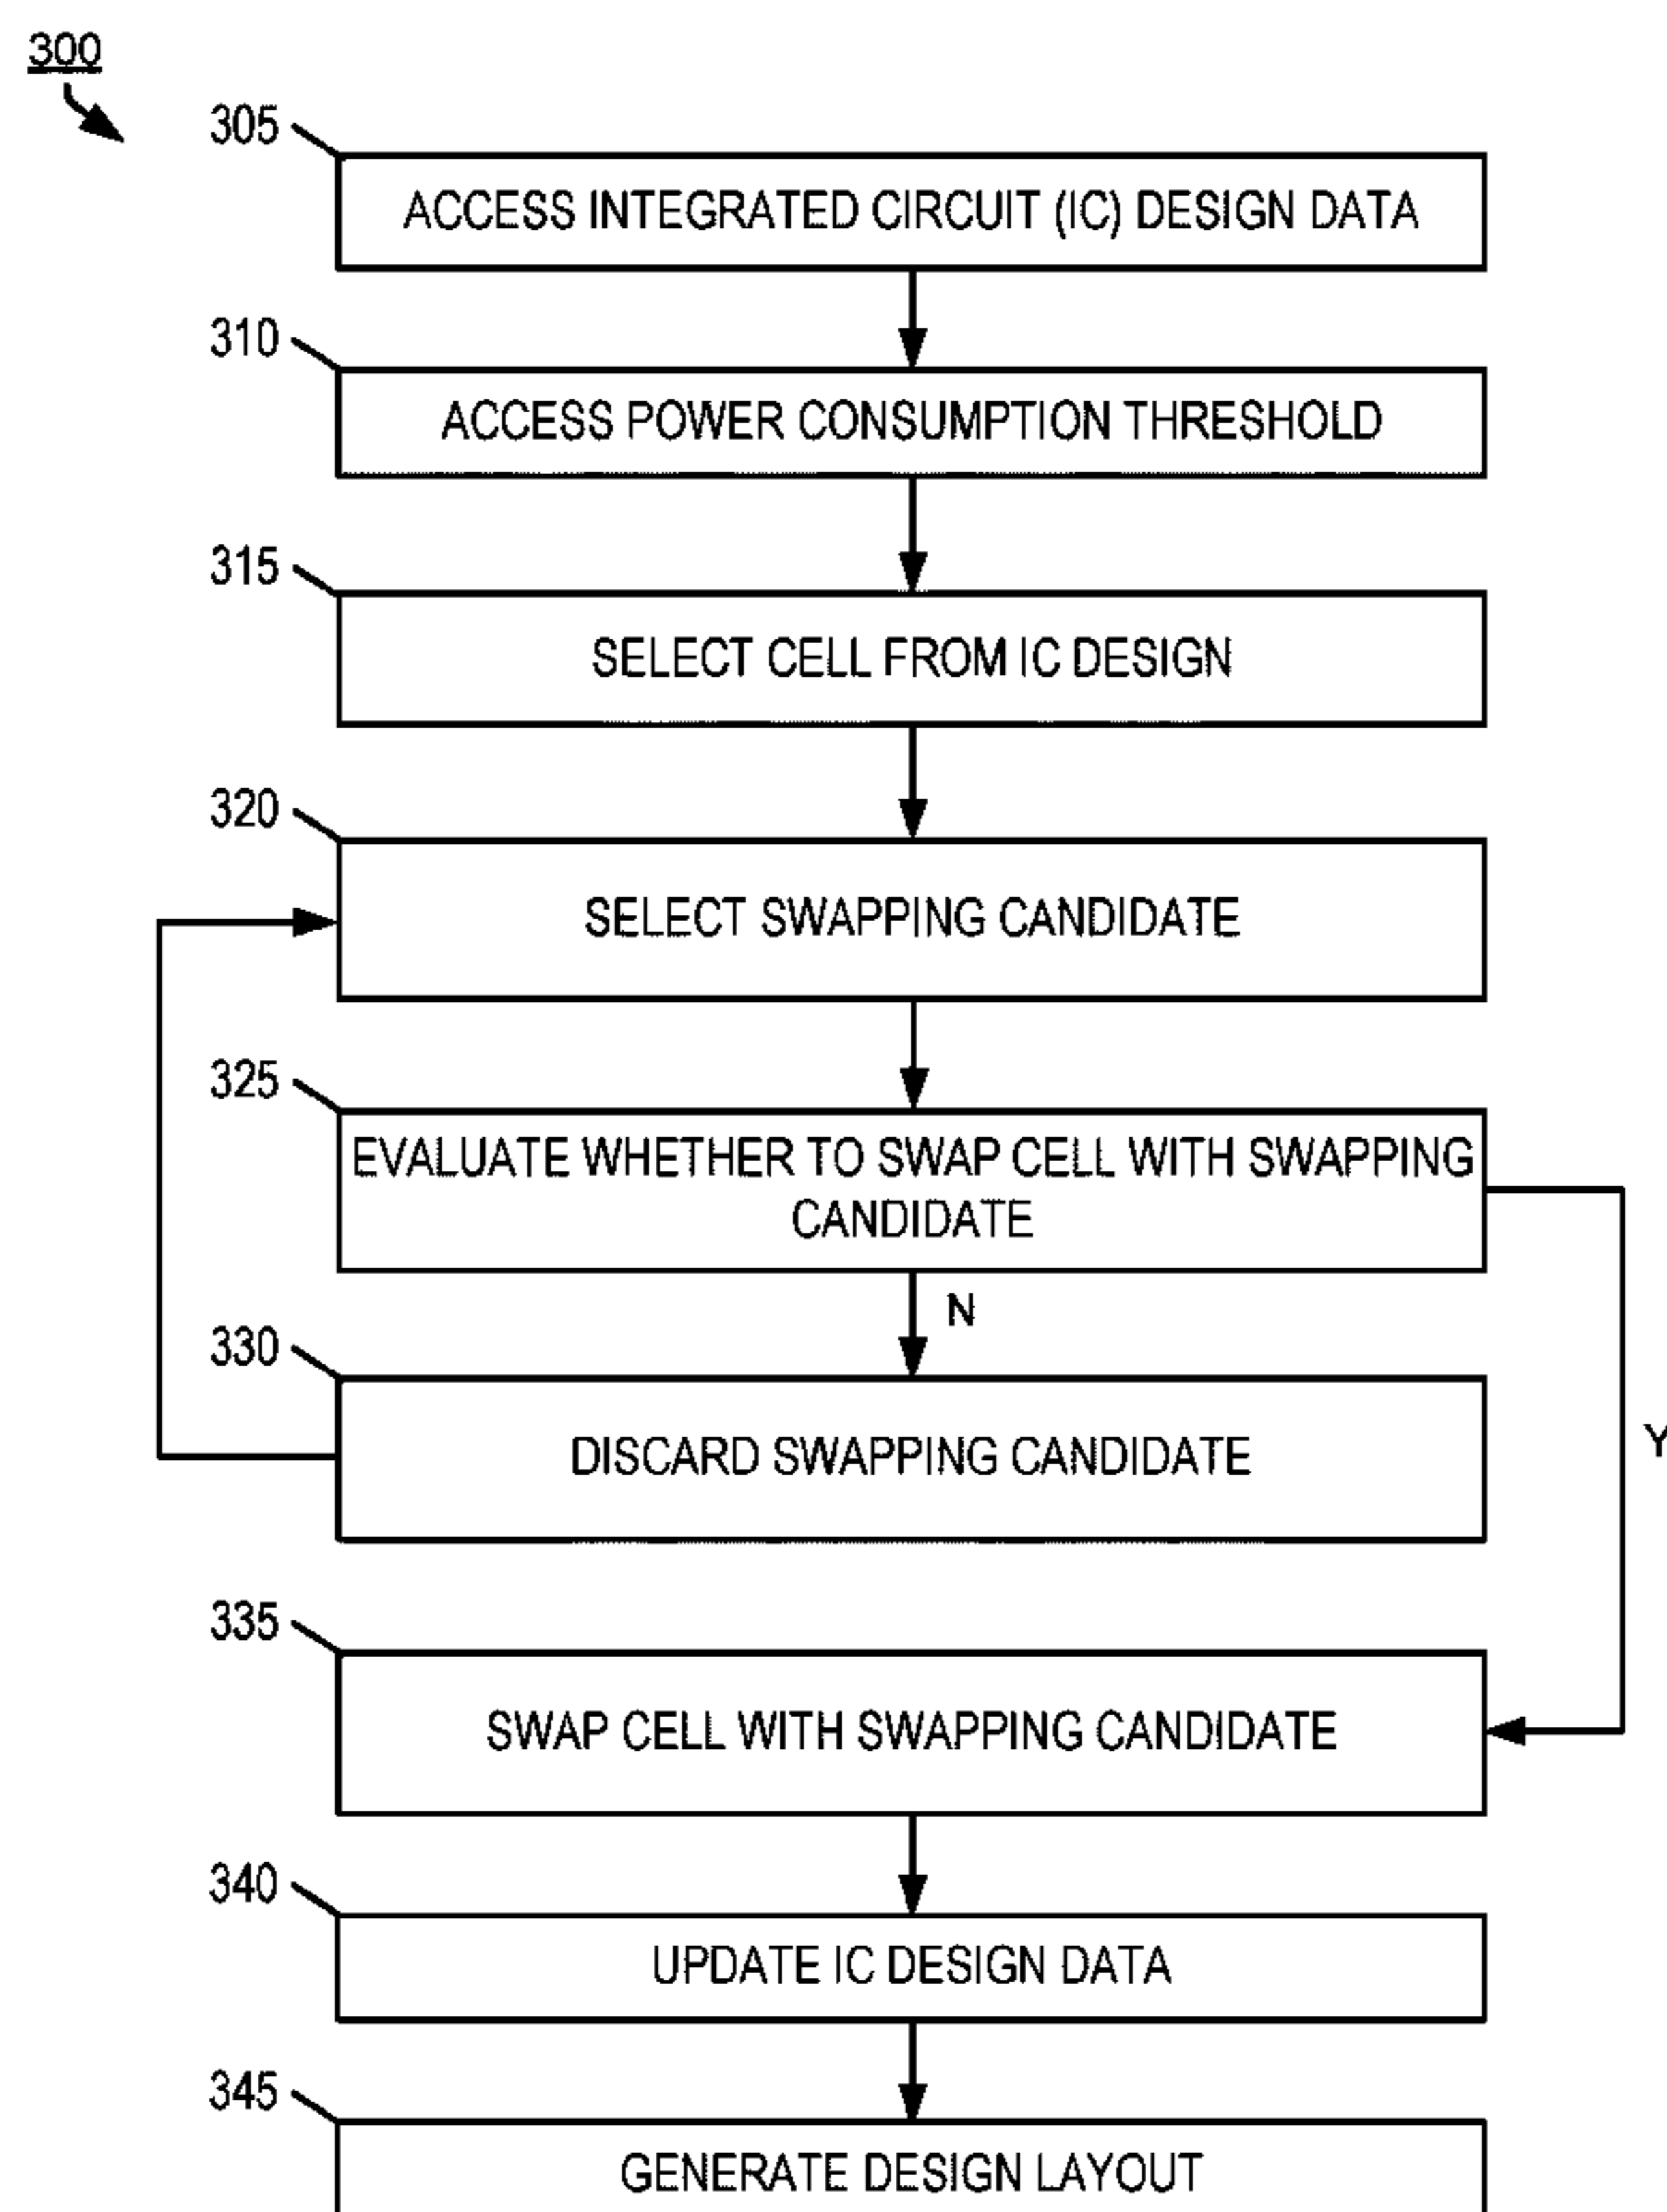 300
305
ACCESS INTEGRATED CIRCUIT (IC) DESIGN DATA
310
ACCESS POWER CONSUMPTION THRESHOLD
315
SELECT CELL FROM IC DESIGN
320
SELECT SWAPPING CANDIDATE
325
EVALUATE WHETHER TO SWAP CELL WITH SWAPPING
CANDIDATE
N
330
DISCARD SWAPPING CANDIDATE
Y
335
SWAP CELL WITH SWAPPING CANDIDATE
340
UPDATE IC DESIGN DATA
345
GENERATE DESIGN LAYOUT